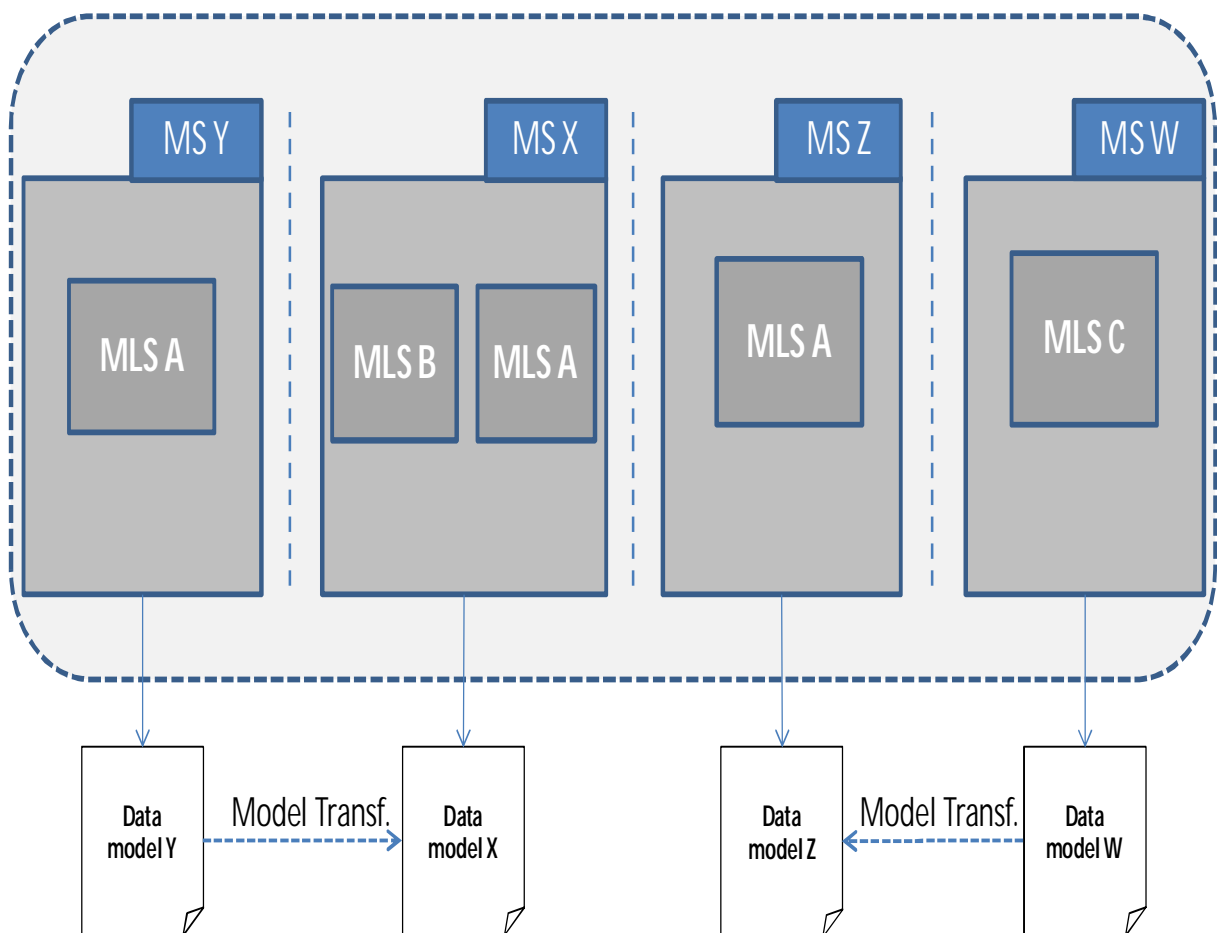 MS Y
MS X
MS Z
MS W
MLS A
MLS B
MLS A
MLS A
MLS C
Data
model Y
Model Transf.
Data
model X
Data
model Z
Model Transf.
Data
model W